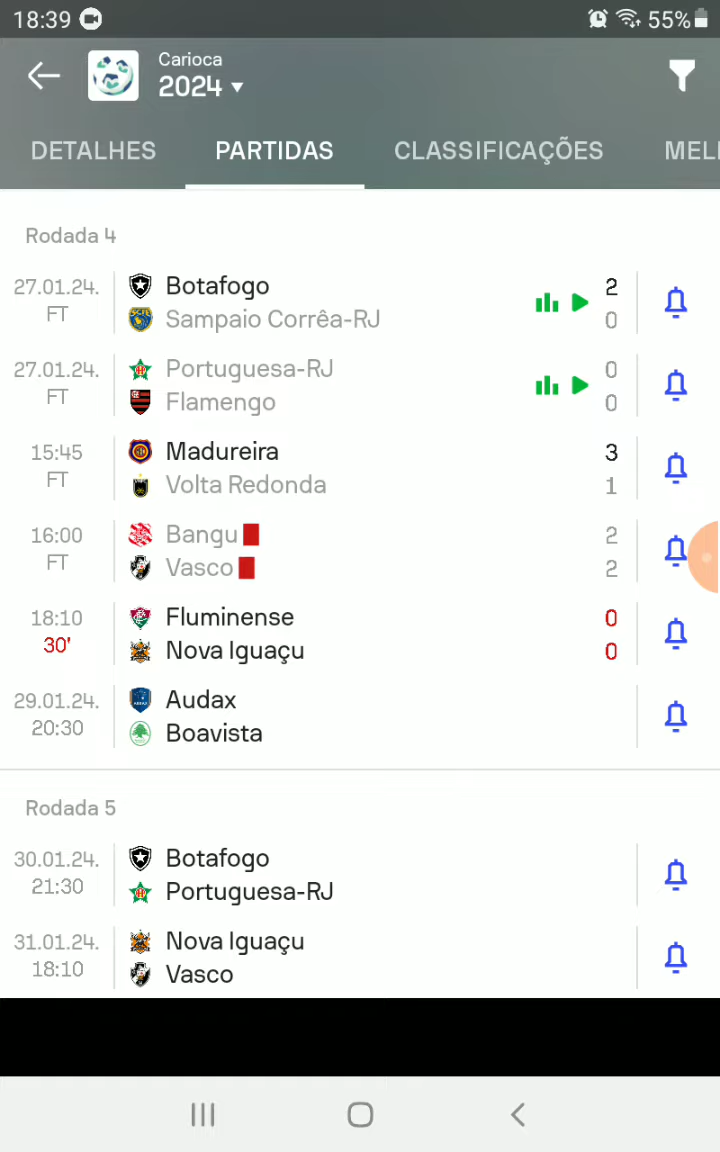 18:39
55%
Carioca
2024
DETALHES PARTIDAS CLASSIFICAÇÕES MEL
Rodada 4
27.01.24. Botafogo 2
FT Sampaio Corrêa-RJ 0
27.01.24. Portuguesa-RJ 0
FT Flamengo 0
15:45 Madureira 3
FT Volta Redonda 1
16:00 Bangu 2
FT Vasco 2
18:10 Fluminense 0
30' Nova Iguaçu 0
29.01.24. Audax
20:30 Boavista
Rodada 5
30.01.24. Botafogo
21:30 Portuguesa-RJ
31.01.24. Nova Iguaçu
18:10 Vasco